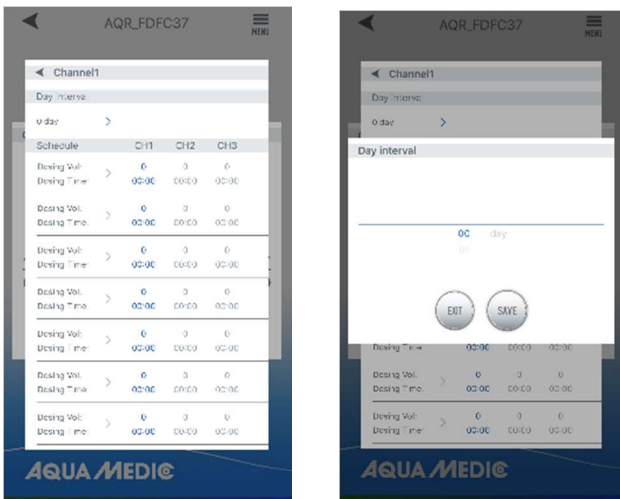 AQR_FDFC37
MENU
Channel1
Day interval
0 day
Schedule CH1 CH2 CH3
Dosing Vol: 0 0 0
Dosing Time: 00:00 00:00 00:00
Dosing Vol: 0 0 0
Dosing Time: 00:00 00:00 00:00
Dosing Vol: 0 0 0
Dosing Time: 00:00 00:00 00:00
Dosing Vol: 0 0 0
Dosing Time: 00:00 00:00 00:00
Dosing Vol: 0 0 0
Dosing Time: 00:00 00:00 00:00
Dosing Vol: 0 0 0
Dosing Time: 00:00 00:00 00:00
Dosing Vol: 0 0 0
Dosing Time: 00:00 00:00 00:00
AQUA MEDIC
AQR_FDFC37
MENU
Channel1
Day interval
0 day
Day interval
00 day
01
EXIT SAVE
Dosing Time 00:00 00:00 00:00
Dosing Vol: 0 0 0
Dosing Time: 00:00 00:00 00:00
Dosing Vol: 0 0 0
Dosing Time: 00:00 00:00 00:00
AQUA MEDIC